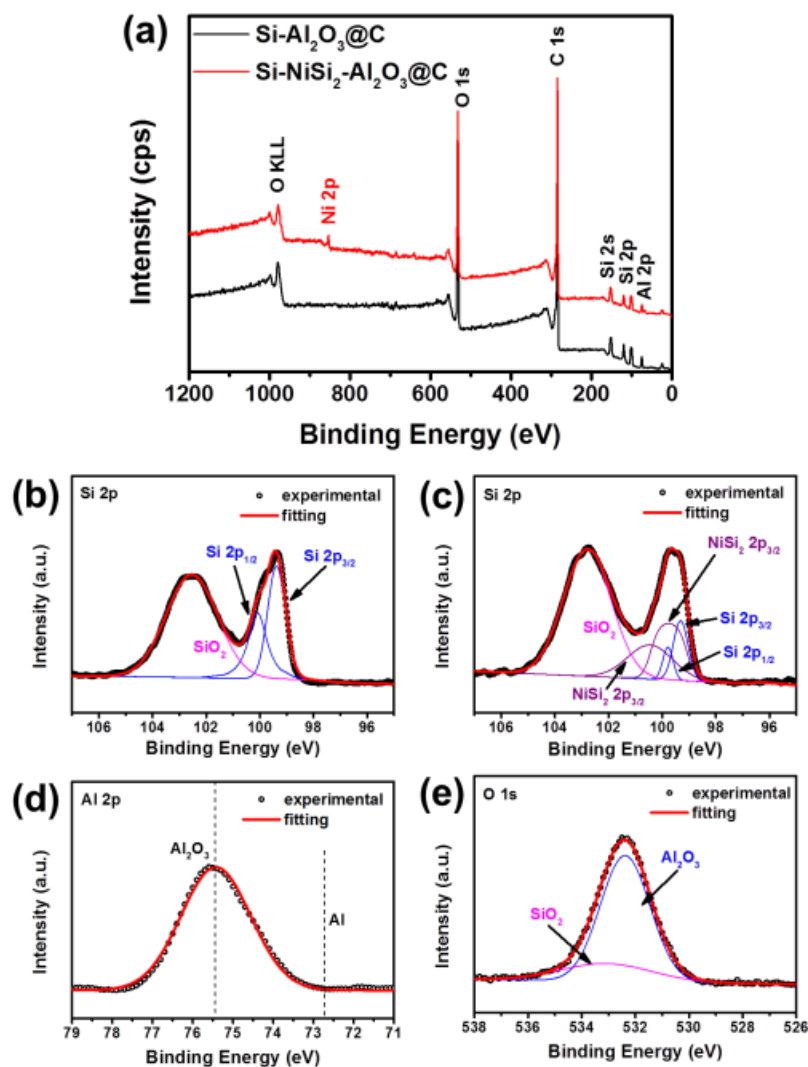 (a)
Si-Al₂O₃@C
Si-NiSi₂-Al₂O₃@C
O KLL
Ni 2p
O 1s
C 1s
Si 2s
Si 2p
Al 2p
Intensity (cps)
1200 1000 800 600 400 200 0
Binding Energy (eV)
(b)
Si 2p
experimental
fitting
Si 2p₁/₂
Si 2p₃/₂
SiO₂
Intensity (a.u.)
106 104 102 100 98 96
Binding Energy (eV)
(c)
Si 2p
experimental
fitting
NiSi₂ 2p₃/₂
SiO₂
Si 2p₃/₂
Si 2p₁/₂
NiSi₂ 2p₃/₂
Intensity (a.u.)
106 104 102 100 98 96
Binding Energy (eV)
(d)
Al 2p
experimental
fitting
Al₂O₃
Al
Intensity (a.u.)
79 78 77 76 75 74 73 72 71
Binding Energy (eV)
(e)
O 1s
experimental
fitting
Al₂O₃
SiO₂
Intensity (a.u.)
538 536 534 532 530 528 526
Binding Energy (eV)